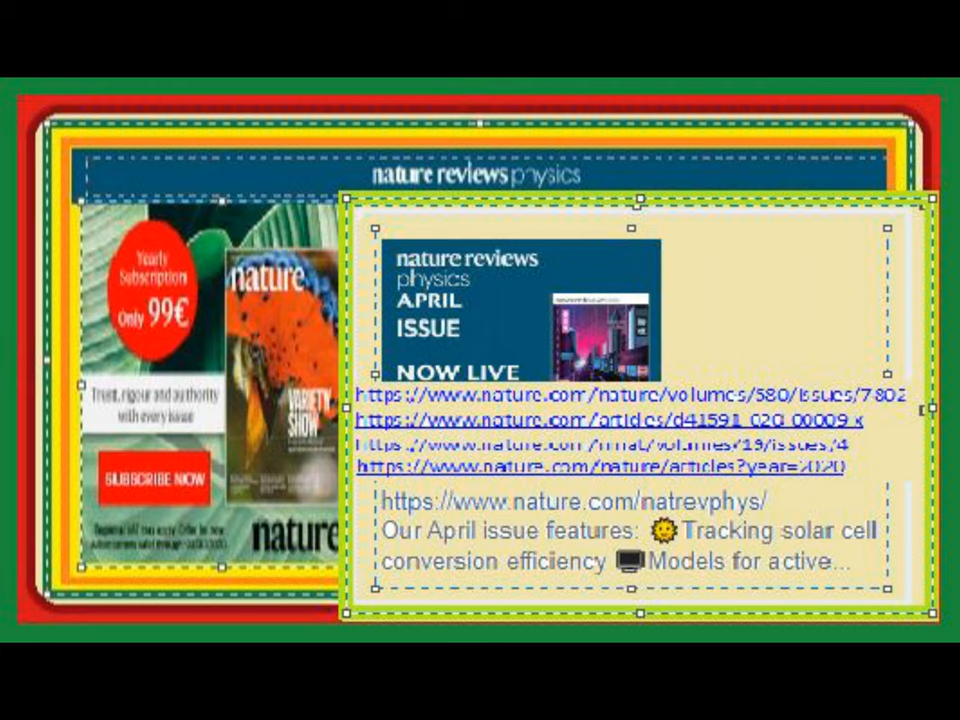 nature reviews physics
Yearly
Subscription
Only 99€
nature
Trust, rigour and authority
with every issue
VARIETY
SHOW
SUBSCRIBE NOW
nature
nature reviews
physics
APRIL
ISSUE
NOW LIVE
https://www.nature.com/nature/volumes/580/issues/7802
https://www.nature.com/articles/d41591-020-00009-x
https://www.nature.com/nmat/volumes/19/issues/4
https://www.nature.com/nature/articles?year=2020
https://www.nature.com/natrevphys/
Our April issue features: 🌞 Tracking solar cell
conversion efficiency 🖥 Models for active...